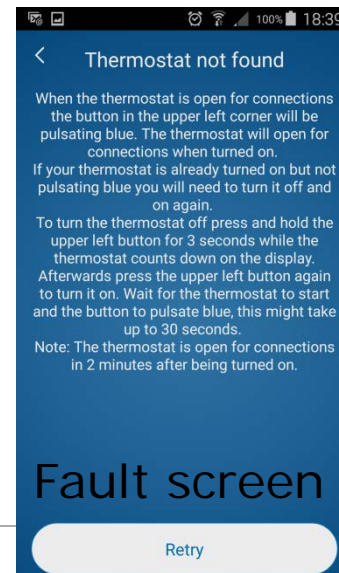 100% 18:39
Thermostat not found
When the thermostat is open for connections
the button in the upper left corner will be
pulsating blue. The thermostat will open for
connections when turned on.
If your thermostat is already turned on but not
pulsating blue you will need to turn it off and
on again.
To turn the thermostat off press and hold the
upper left button for 3 seconds while the
thermostat counts down on the display.
Afterwards press the upper left button again
to turn it on. Wait for the thermostat to start
and the button to pulsate blue, this might take
up to 30 seconds.
Note: The thermostat is open for connections
in 2 minutes after being turned on.
Fault screen
Retry